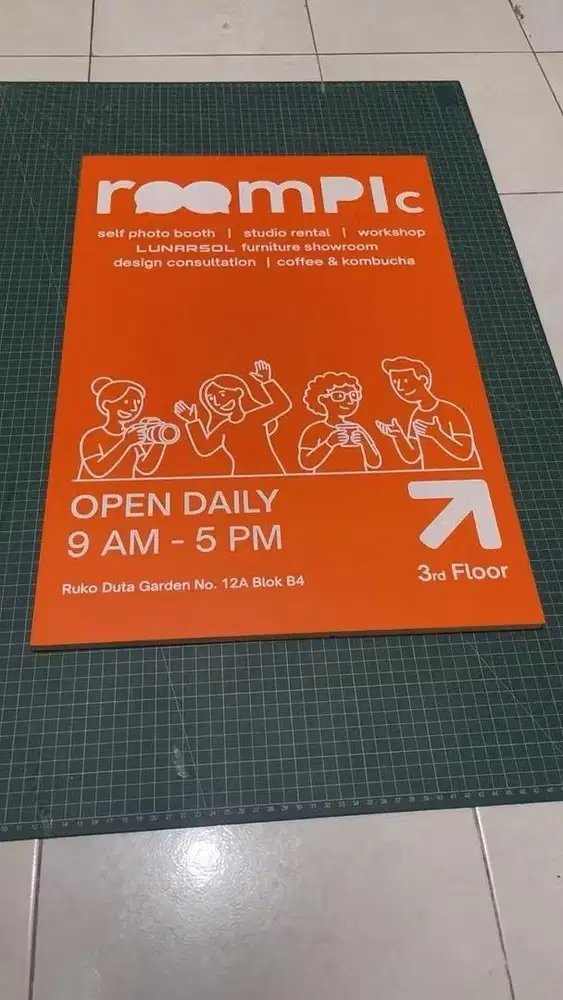 roompic
self photo booth | studio rental | workshop
LUNARSOL furniture showroom
design consultation | coffee & kombucha
OPEN DAILY
9 AM - 5 PM
Ruko Duta Garden No. 12A Blok B4
3rd Floor